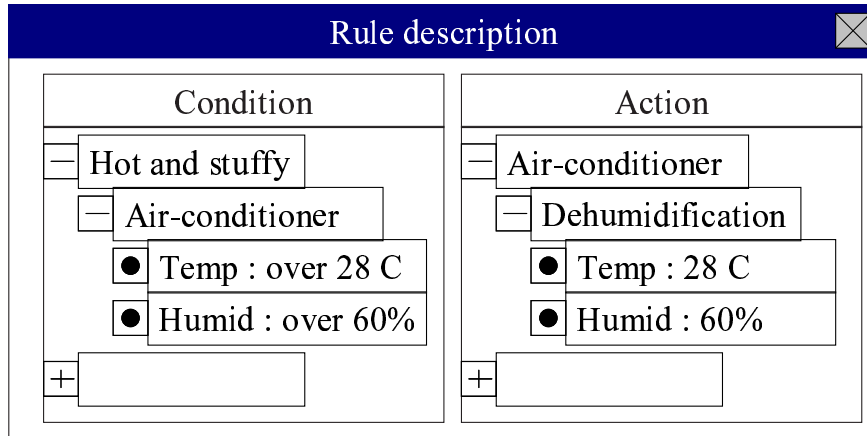 Rule description
Condition
Hot and stuffy
Air-conditioner
Temp : over 28 C
Humid : over 60%
Action
Air-conditioner
Dehumidification
Temp : 28 C
Humid : 60%